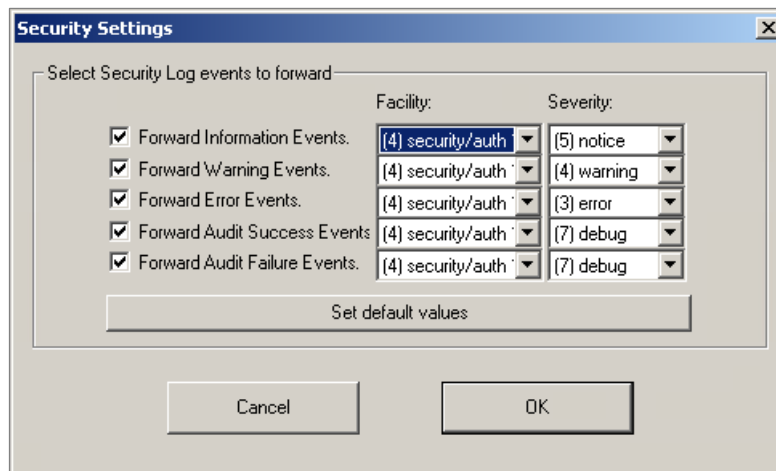 Security Settings
Select Security Log events to forward
Facility: Severity:
Forward Information Events. (4) security/auth (5) notice
Forward Warning Events. (4) security/auth (4) warning
Forward Error Events. (4) security/auth (3) error
Forward Audit Success Events (4) security/auth (7) debug
Forward Audit Failure Events. (4) security/auth (7) debug
Set default values
Cancel OK